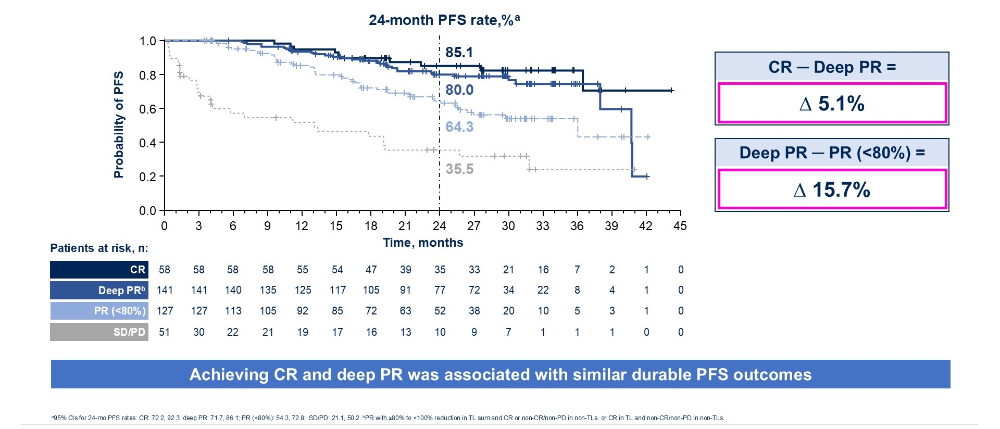 24-month PFS rate,%ᵃ
Probability of PFS
1.0
0.8
0.6
0.4
0.2
0.0
85.1
80.0
64.3
35.5
0 3 6 9 12 15 18 21 24 27 30 33 36 39 42 45
Time, months
CR – Deep PR =
Δ 5.1%
Deep PR – PR (<80%) =
Δ 15.7%
Patients at risk, n:
CR 58 58 58 58 55 54 47 39 35 33 21 16 7 2 1 0
Deep PRᵇ 141 141 140 135 125 117 105 91 77 72 34 22 8 4 1 0
PR (<80%) 127 127 113 105 92 85 72 63 52 38 20 10 5 3 1 0
SD/PD 51 30 22 21 19 17 16 13 10 9 7 1 1 1 0 0
Achieving CR and deep PR was associated with similar durable PFS outcomes
ᵃ95% CIs for 24-mo PFS rates: CR: 72.2, 92.3; deep PR: 71.7, 86.1; PR (<80%): 54.3, 72.8; SD/PD: 21.1, 50.2. ᵇPR with ≥80% to <100% reduction in TL sum and CR or non-CR/non-PD in non-TLs, or CR in TL and non-CR/non-PD in non-TLs.